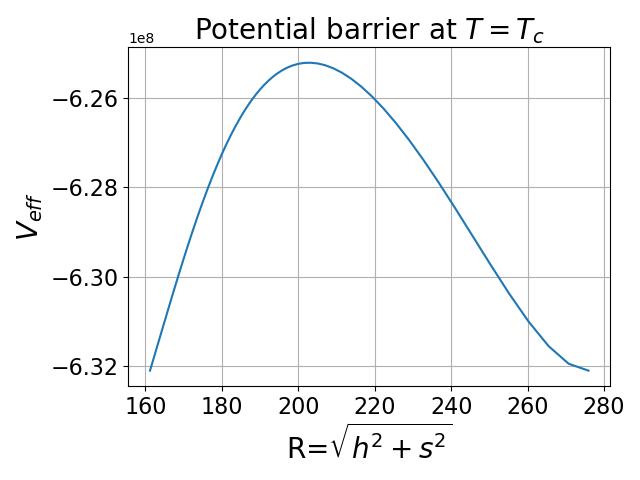 Potential barrier at T = T_c
1e8
−6.26
−6.28
−6.30
−6.32
V_eff
160 180 200 220 240 260 280
R=√h² + s²